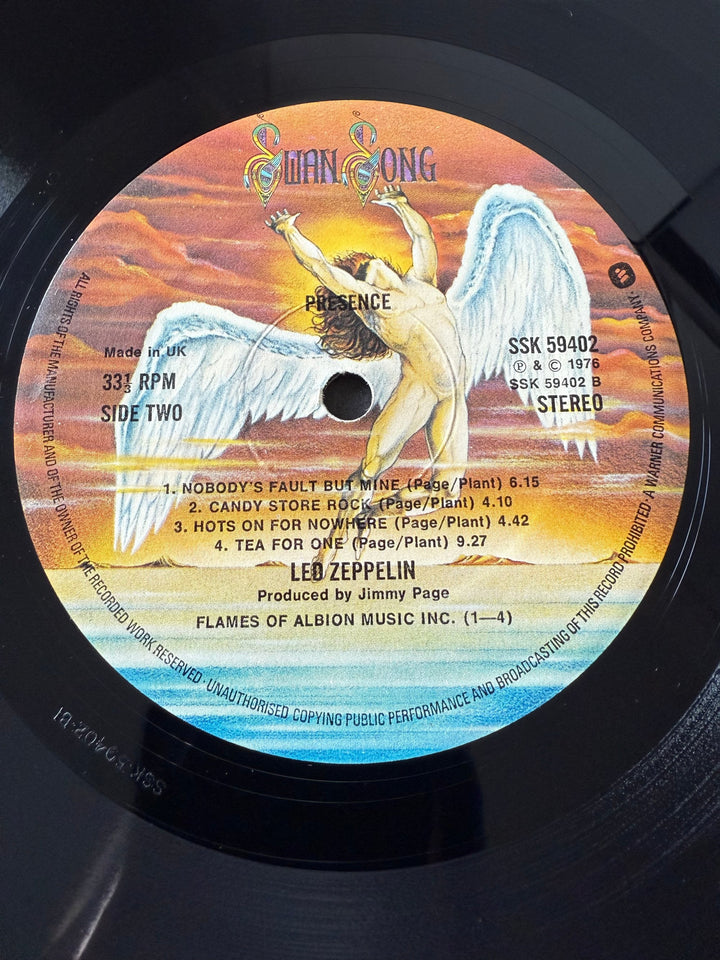 SWAN SONG
PRESENCE
Made in UK
33⅓ RPM
SIDE TWO
SSK 59402
Ⓟ & © 1976
SSK 59402 B
STEREO
1. NOBODY'S FAULT BUT MINE (Page/Plant) 6.15
2. CANDY STORE ROCK (Page/Plant) 4.10
3. HOTS ON FOR NOWHERE (Page/Plant) 4.42
4. TEA FOR ONE (Page/Plant) 9.27
LED ZEPPELIN
Produced by Jimmy Page
FLAMES OF ALBION MUSIC INC. (1—4)
ALL RIGHTS OF THE MANUFACTURER AND OF THE OWNER OF THE RECORDED WORK RESERVED · UNAUTHORISED COPYING PUBLIC PERFORMANCE AND BROADCASTING OF THIS RECORD PROHIBITED · A WARNER COMMUNICATIONS COMPANY.
SSK·59402·B1